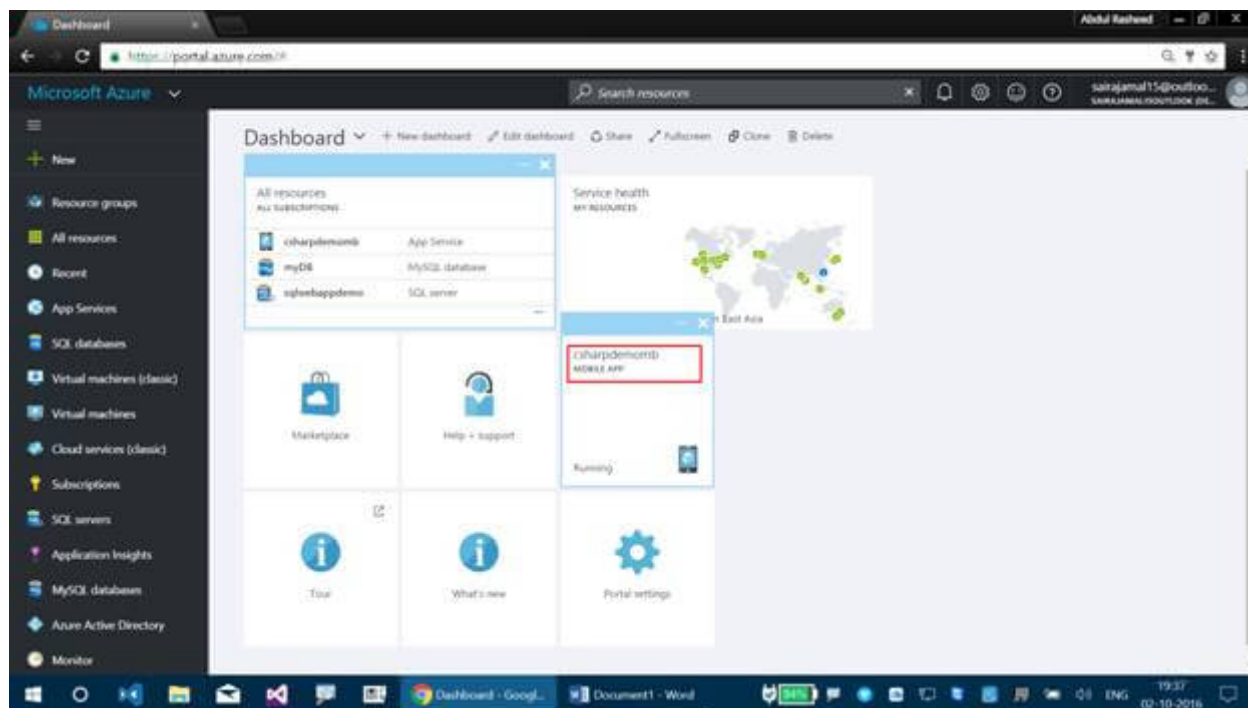 Dashboard
Abdul Rasheed
https://portal.azure.com/#
Microsoft Azure
Search resources
sairajamal15@outloo...
Dashboard
+ New dashboard
Edit dashboard
Share
Fullscreen
Clone
Delete
New
Resource groups
All resources
Recent
App Services
SQL databases
Virtual machines (classic)
Virtual machines
Cloud services (classic)
Subscriptions
SQL servers
Application Insights
MySQL databases
Azure Active Directory
Monitor
All resources
ALL SUBSCRIPTIONS
csharpdemomb App Service
myDB MySQL database
sqlwebappdemo SQL server
Service health
MY RESOURCES
East Asia
Marketplace
Help + support
csharpdemomb
MOBILE APP
Running
Tour
What's new
Portal settings
Dashboard - Googl...
Document1 - Word
94%
ENG
19:37
02-10-2016